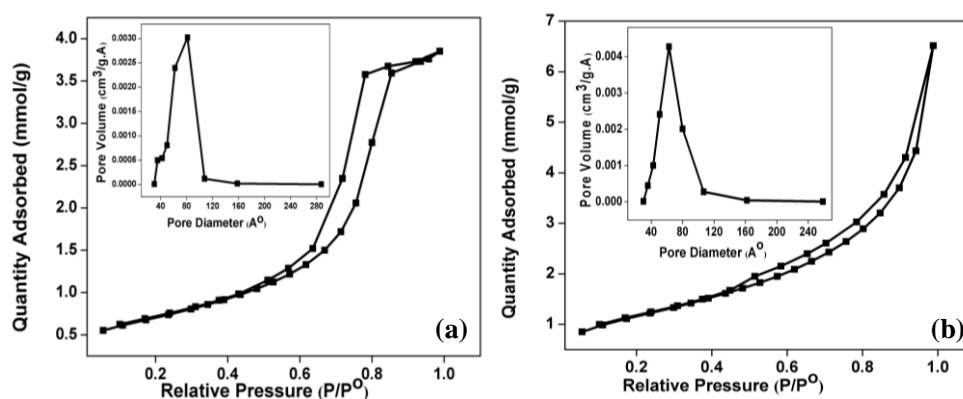 4.0
3.5
3.0
2.5
2.0
1.5
1.0
0.5
Quantity Adsorbed (mmol/g)
0.2 0.4 0.6 0.8 1.0
Relative Pressure (P/P⁰)
(a)
0.0030
0.0025
0.0020
0.0015
0.0010
0.0005
0.0000
Pore Volume (cm³/g.A)
40 80 120 160 200 240 280
Pore Diameter (A⁰)
7
6
5
4
3
2
1
Quantity Adsorbed (mmol/g)
0.2 0.4 0.6 0.8 1.0
Relative Pressure (P/P⁰)
(b)
0.004
0.003
0.002
0.001
0.000
Pore Volume (cm³/g.A)
40 80 120 160 200 240
Pore Diameter (A⁰)